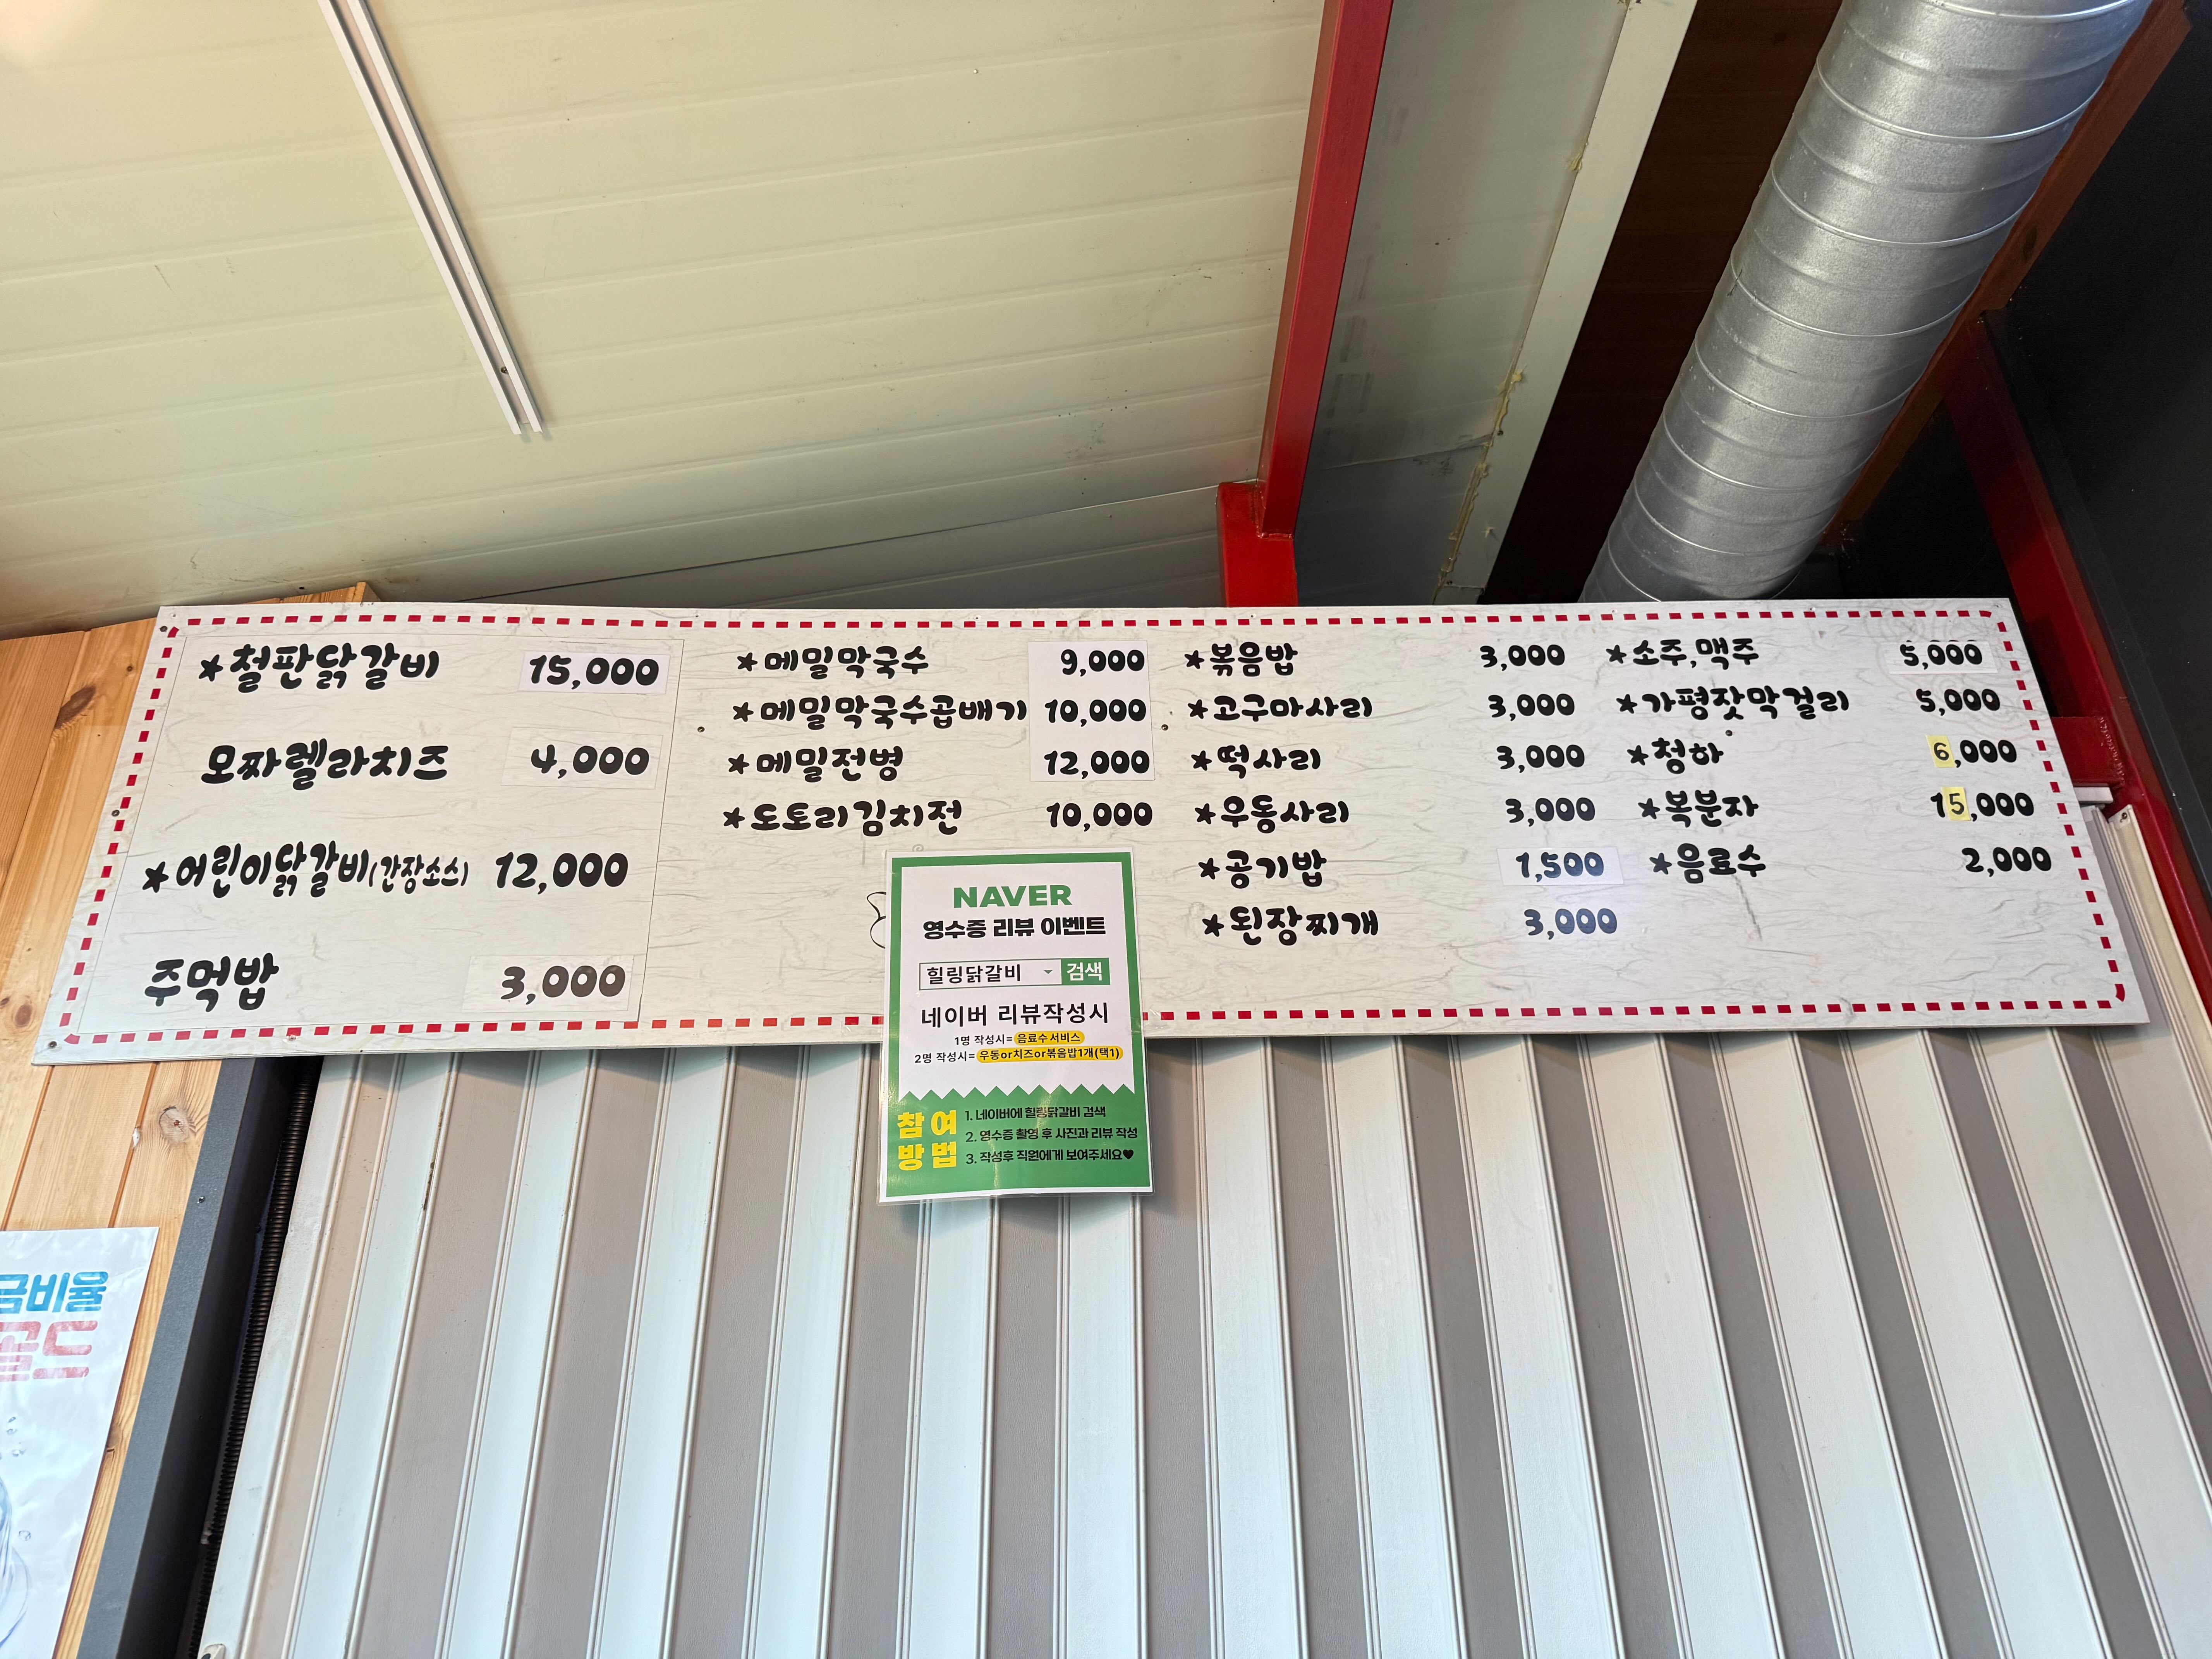 ★철판닭갈비 15,000
모짜렐라치즈 4,000
★어린이닭갈비(간장소스) 12,000
주먹밥 3,000
★메밀막국수 9,000
★메밀막국수곱배기 10,000
★메밀전병 12,000
★도토리김치전 10,000
★볶음밥 3,000
★고구마사리 3,000
★떡사리 3,000
★우동사리 3,000
★공기밥 1,500
★된장찌개 3,000
★소주,맥주 5,000
★가평잣막걸리 5,000
★청하 6,000
★복분자 15,000
★음료수 2,000
NAVER
영수증 리뷰 이벤트
힐링닭갈비 검색
네이버 리뷰작성시
1명 작성시= 음료수 서비스
2명 작성시= 우동or치즈or볶음밥1개(택1)
참여
방법
1. 네이버에 힐링닭갈비 검색
2. 영수증 촬영 후 사진과 리뷰 작성
3. 작성후 직원에게 보여주세요♥
금비율
골드